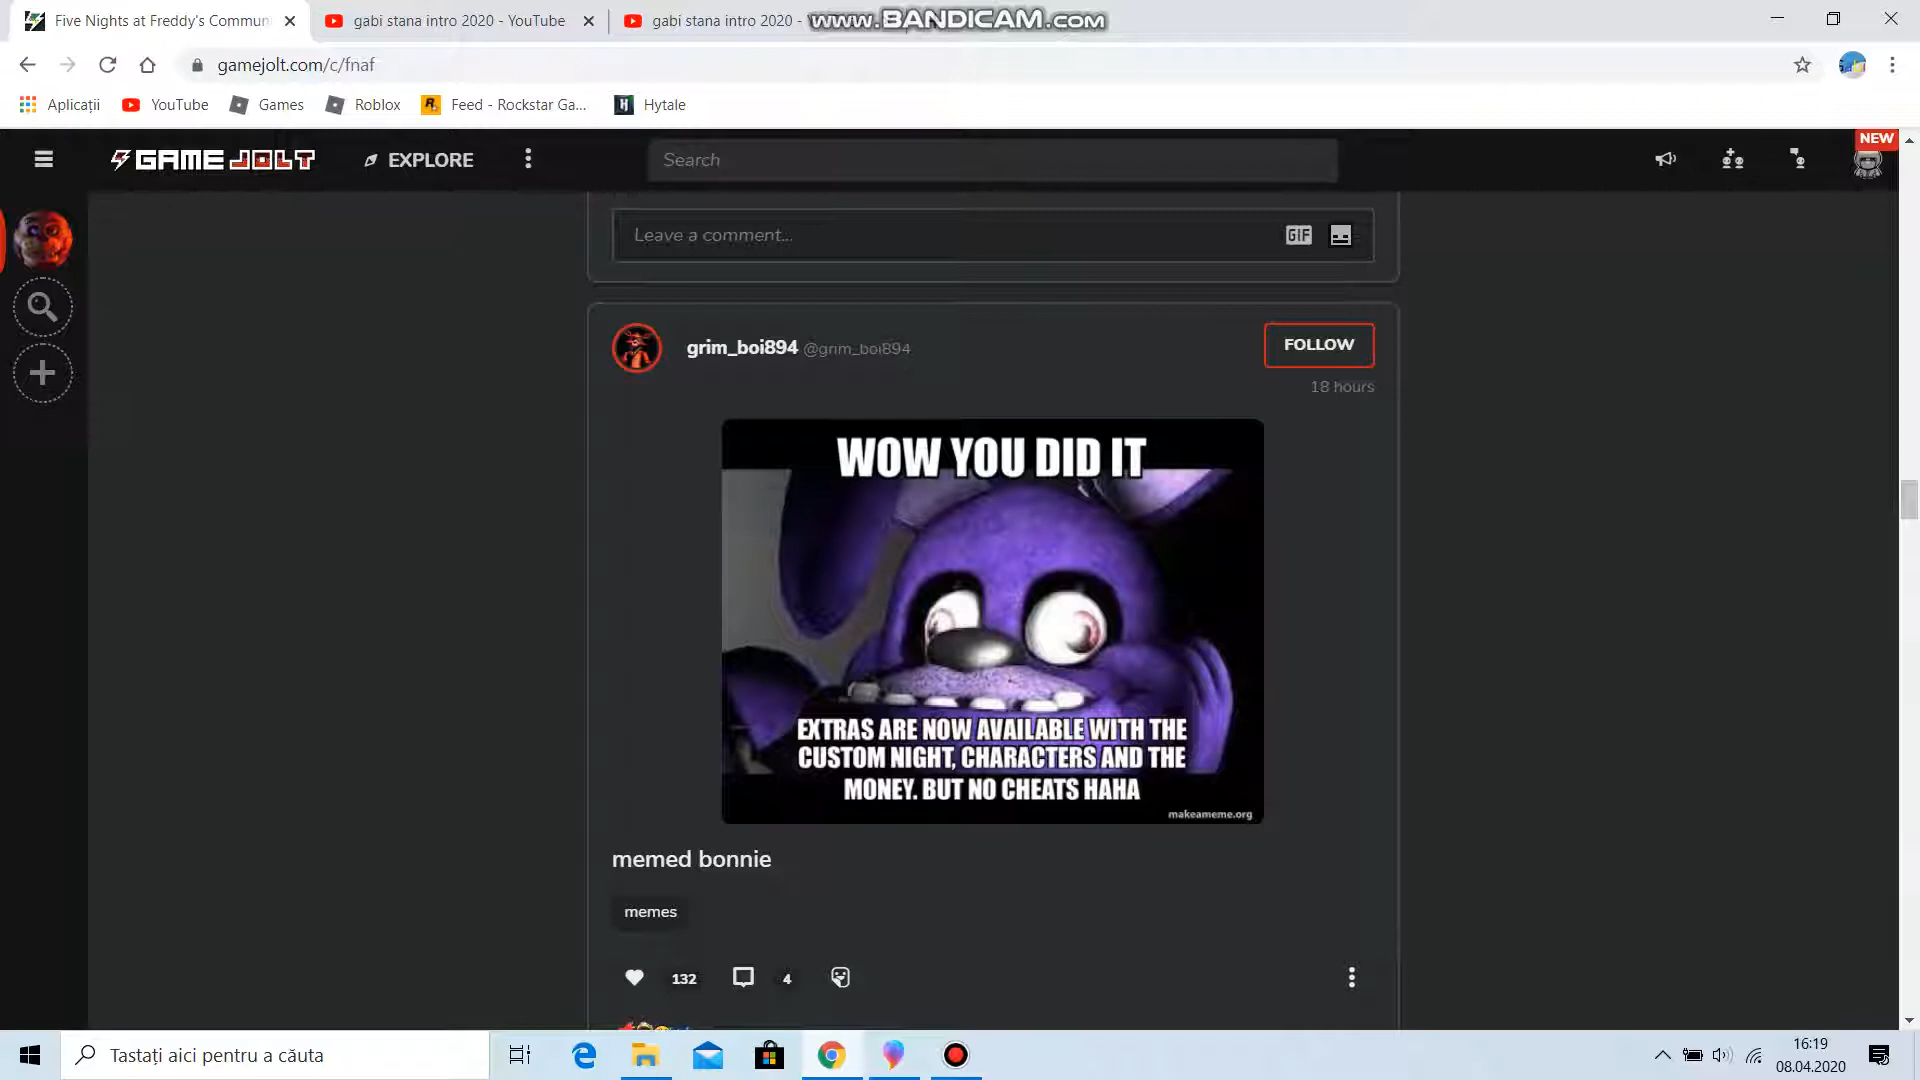 Five Nights at Freddy's Commun
gabi stana intro 2020 - YouTube
gabi stana intro 2020 -
WWW.BANDICAM.COM
gamejolt.com/c/fnaf
Aplicații
YouTube
Games
Roblox
Feed - Rockstar Ga...
Hytale
GAME JOLT
EXPLORE
Search
NEW
Leave a comment...
GIF
grim_boi894 @grim_boi894
FOLLOW
18 hours
WOW YOU DID IT
EXTRAS ARE NOW AVAILABLE WITH THE
CUSTOM NIGHT, CHARACTERS AND THE
MONEY. BUT NO CHEATS HAHA
makeameme.org
memed bonnie
memes
132
4
Tastați aici pentru a căuta
16:19
08.04.2020